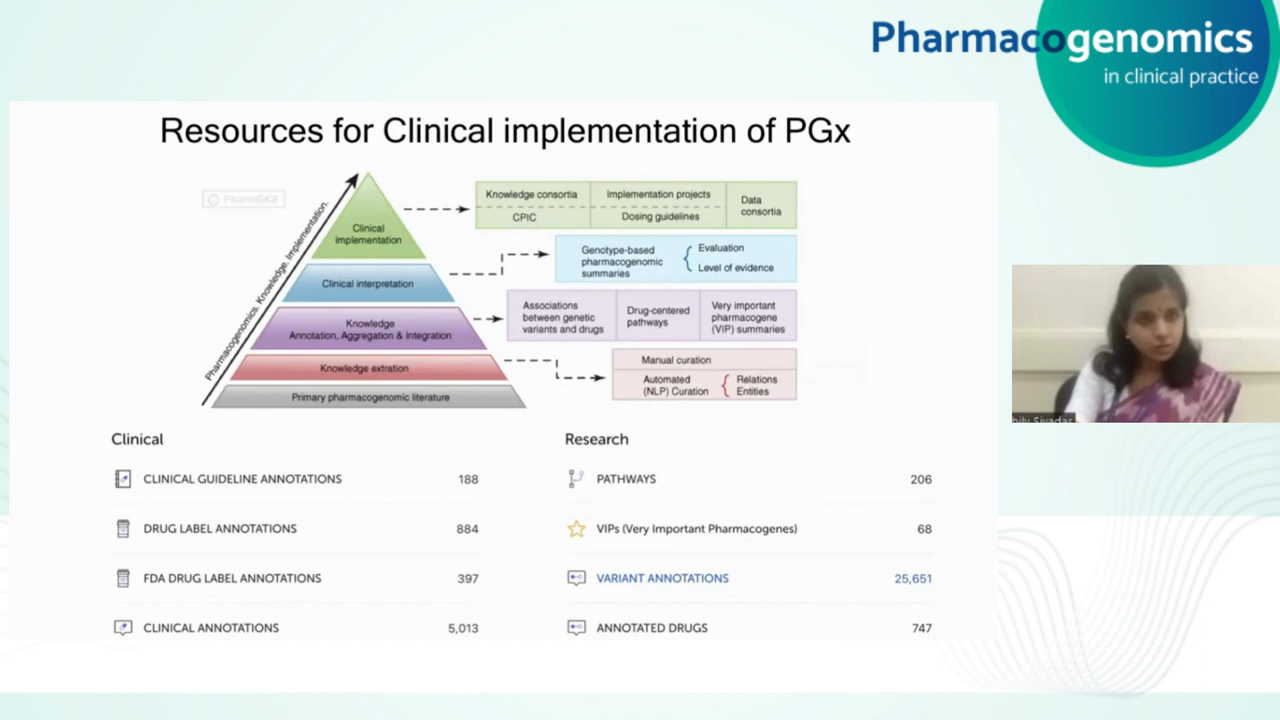 Pharmacogenomics
in clinical practice
Resources for Clinical implementation of PGx
PharmGKB
Pharmacogenomics. Knowledge. Implementation.
Clinical
implementation
Clinical interpretation
Knowledge
Annotation, Aggregation & Integration
Knowledge extration
Primary pharmacogenomic literature
Knowledge consortia
CPIC
Implementation projects
Dosing guidelines
Data
consortia
Genotype-based
pharmacogenomic
summaries
Evaluation
Level of evidence
Associations
between genetic
variants and drugs
Drug-centered
pathways
Very important
pharmacogene
(VIP) summaries
Manual curation
Automated
(NLP) Curation
Relations
Entities
Clinical
CLINICAL GUIDELINE ANNOTATIONS 188
DRUG LABEL ANNOTATIONS 884
FDA DRUG LABEL ANNOTATIONS 397
CLINICAL ANNOTATIONS 5,013
Research
PATHWAYS 206
VIPs (Very Important Pharmacogenes) 68
VARIANT ANNOTATIONS 25,651
ANNOTATED DRUGS 747